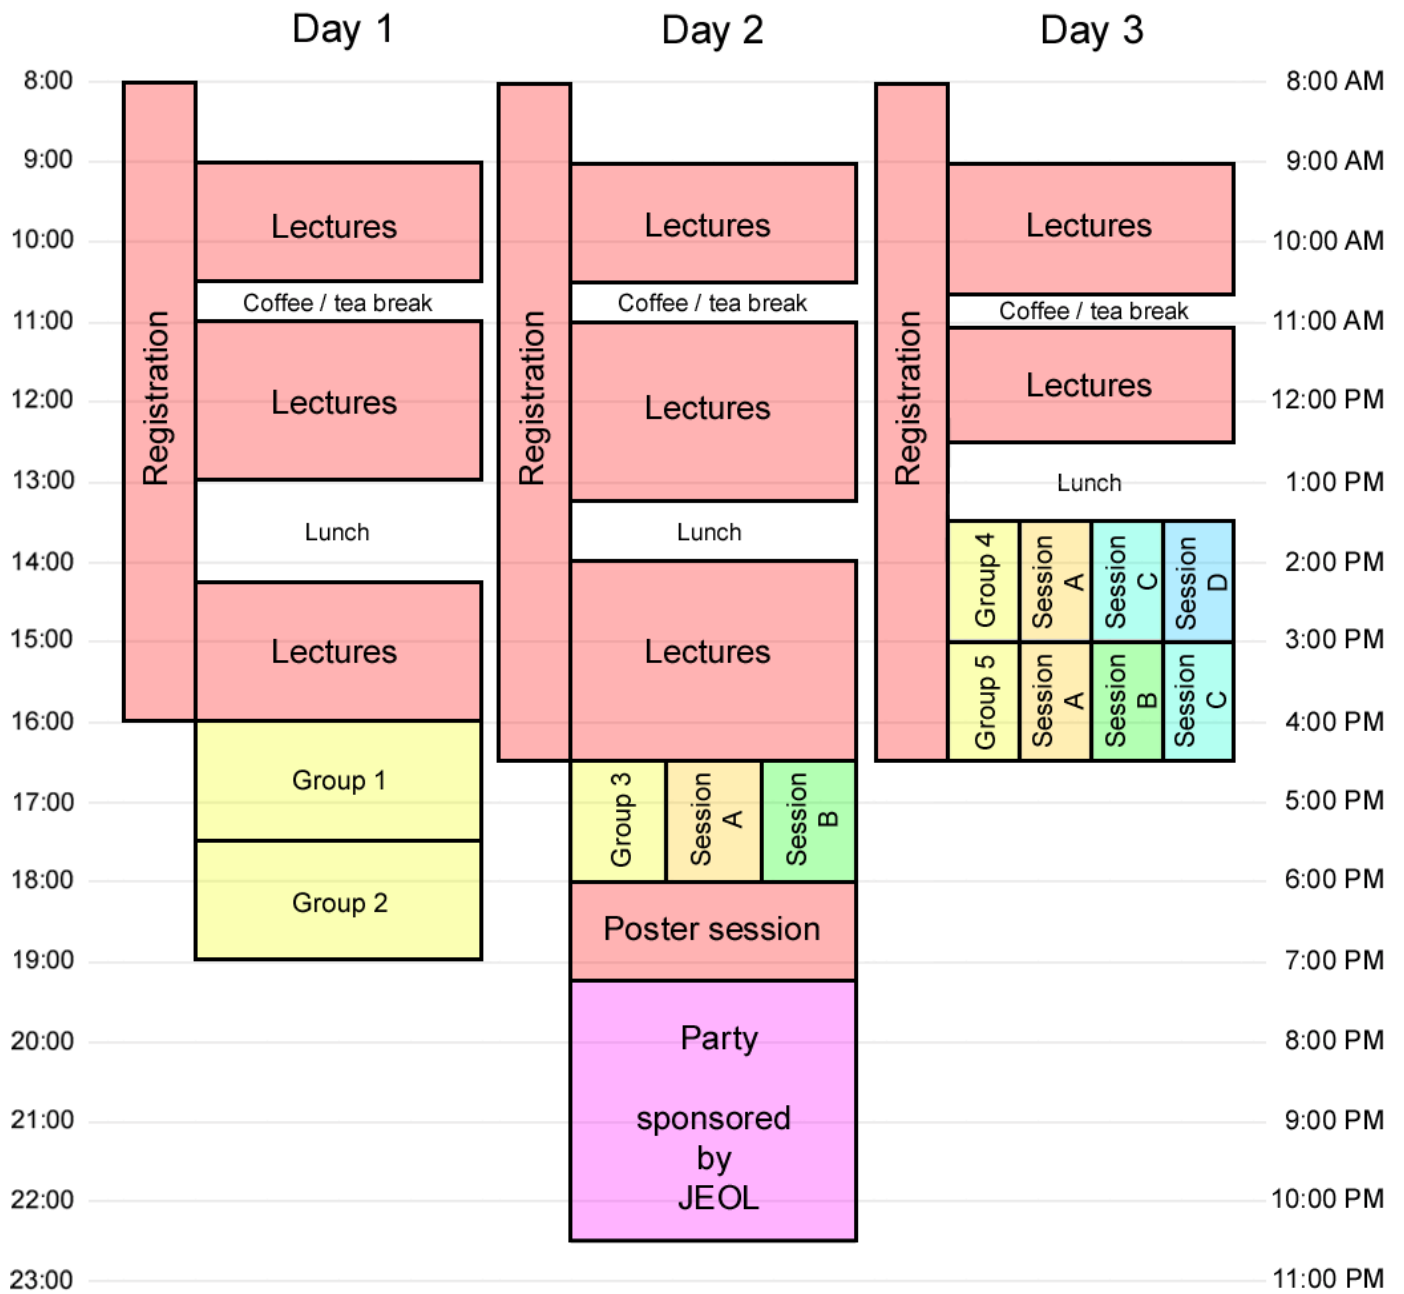 Day 1
Day 2
Day 3
8:00
8:00 AM
9:00
9:00 AM
10:00
10:00 AM
11:00
11:00 AM
12:00
12:00 PM
13:00
1:00 PM
14:00
2:00 PM
15:00
3:00 PM
16:00
4:00 PM
17:00
5:00 PM
18:00
6:00 PM
19:00
7:00 PM
20:00
8:00 PM
21:00
9:00 PM
22:00
10:00 PM
23:00
11:00 PM
Registration
Lectures
Coffee / tea break
Lectures
Lunch
Lectures
Group 1
Group 2
Registration
Lectures
Coffee / tea break
Lectures
Lunch
Lectures
Group 3
Session
A
Session
B
Poster session
Party
sponsored
by
JEOL
Registration
Lectures
Coffee / tea break
Lectures
Lunch
Group 4
Session
A
Session
C
Session
D
Group 5
Session
A
Session
B
Session
C